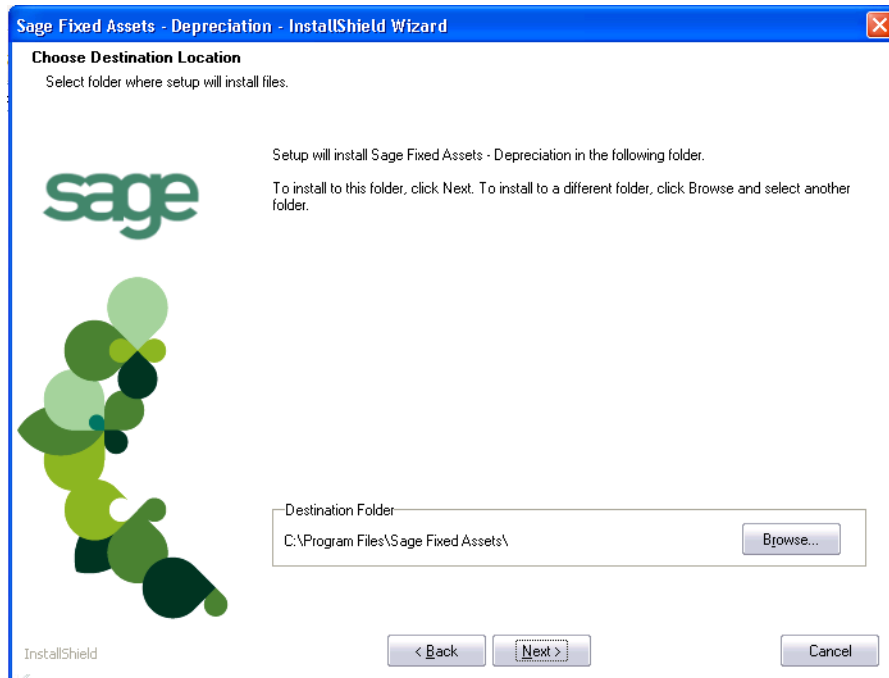 Sage Fixed Assets - Depreciation - InstallShield Wizard
Choose Destination Location
Select folder where setup will install files.
sage
Setup will install Sage Fixed Assets - Depreciation in the following folder.
To install to this folder, click Next. To install to a different folder, click Browse and select another
folder.
Destination Folder
C:\Program Files\Sage Fixed Assets\
Browse...
InstallShield
< Back
Next >
Cancel